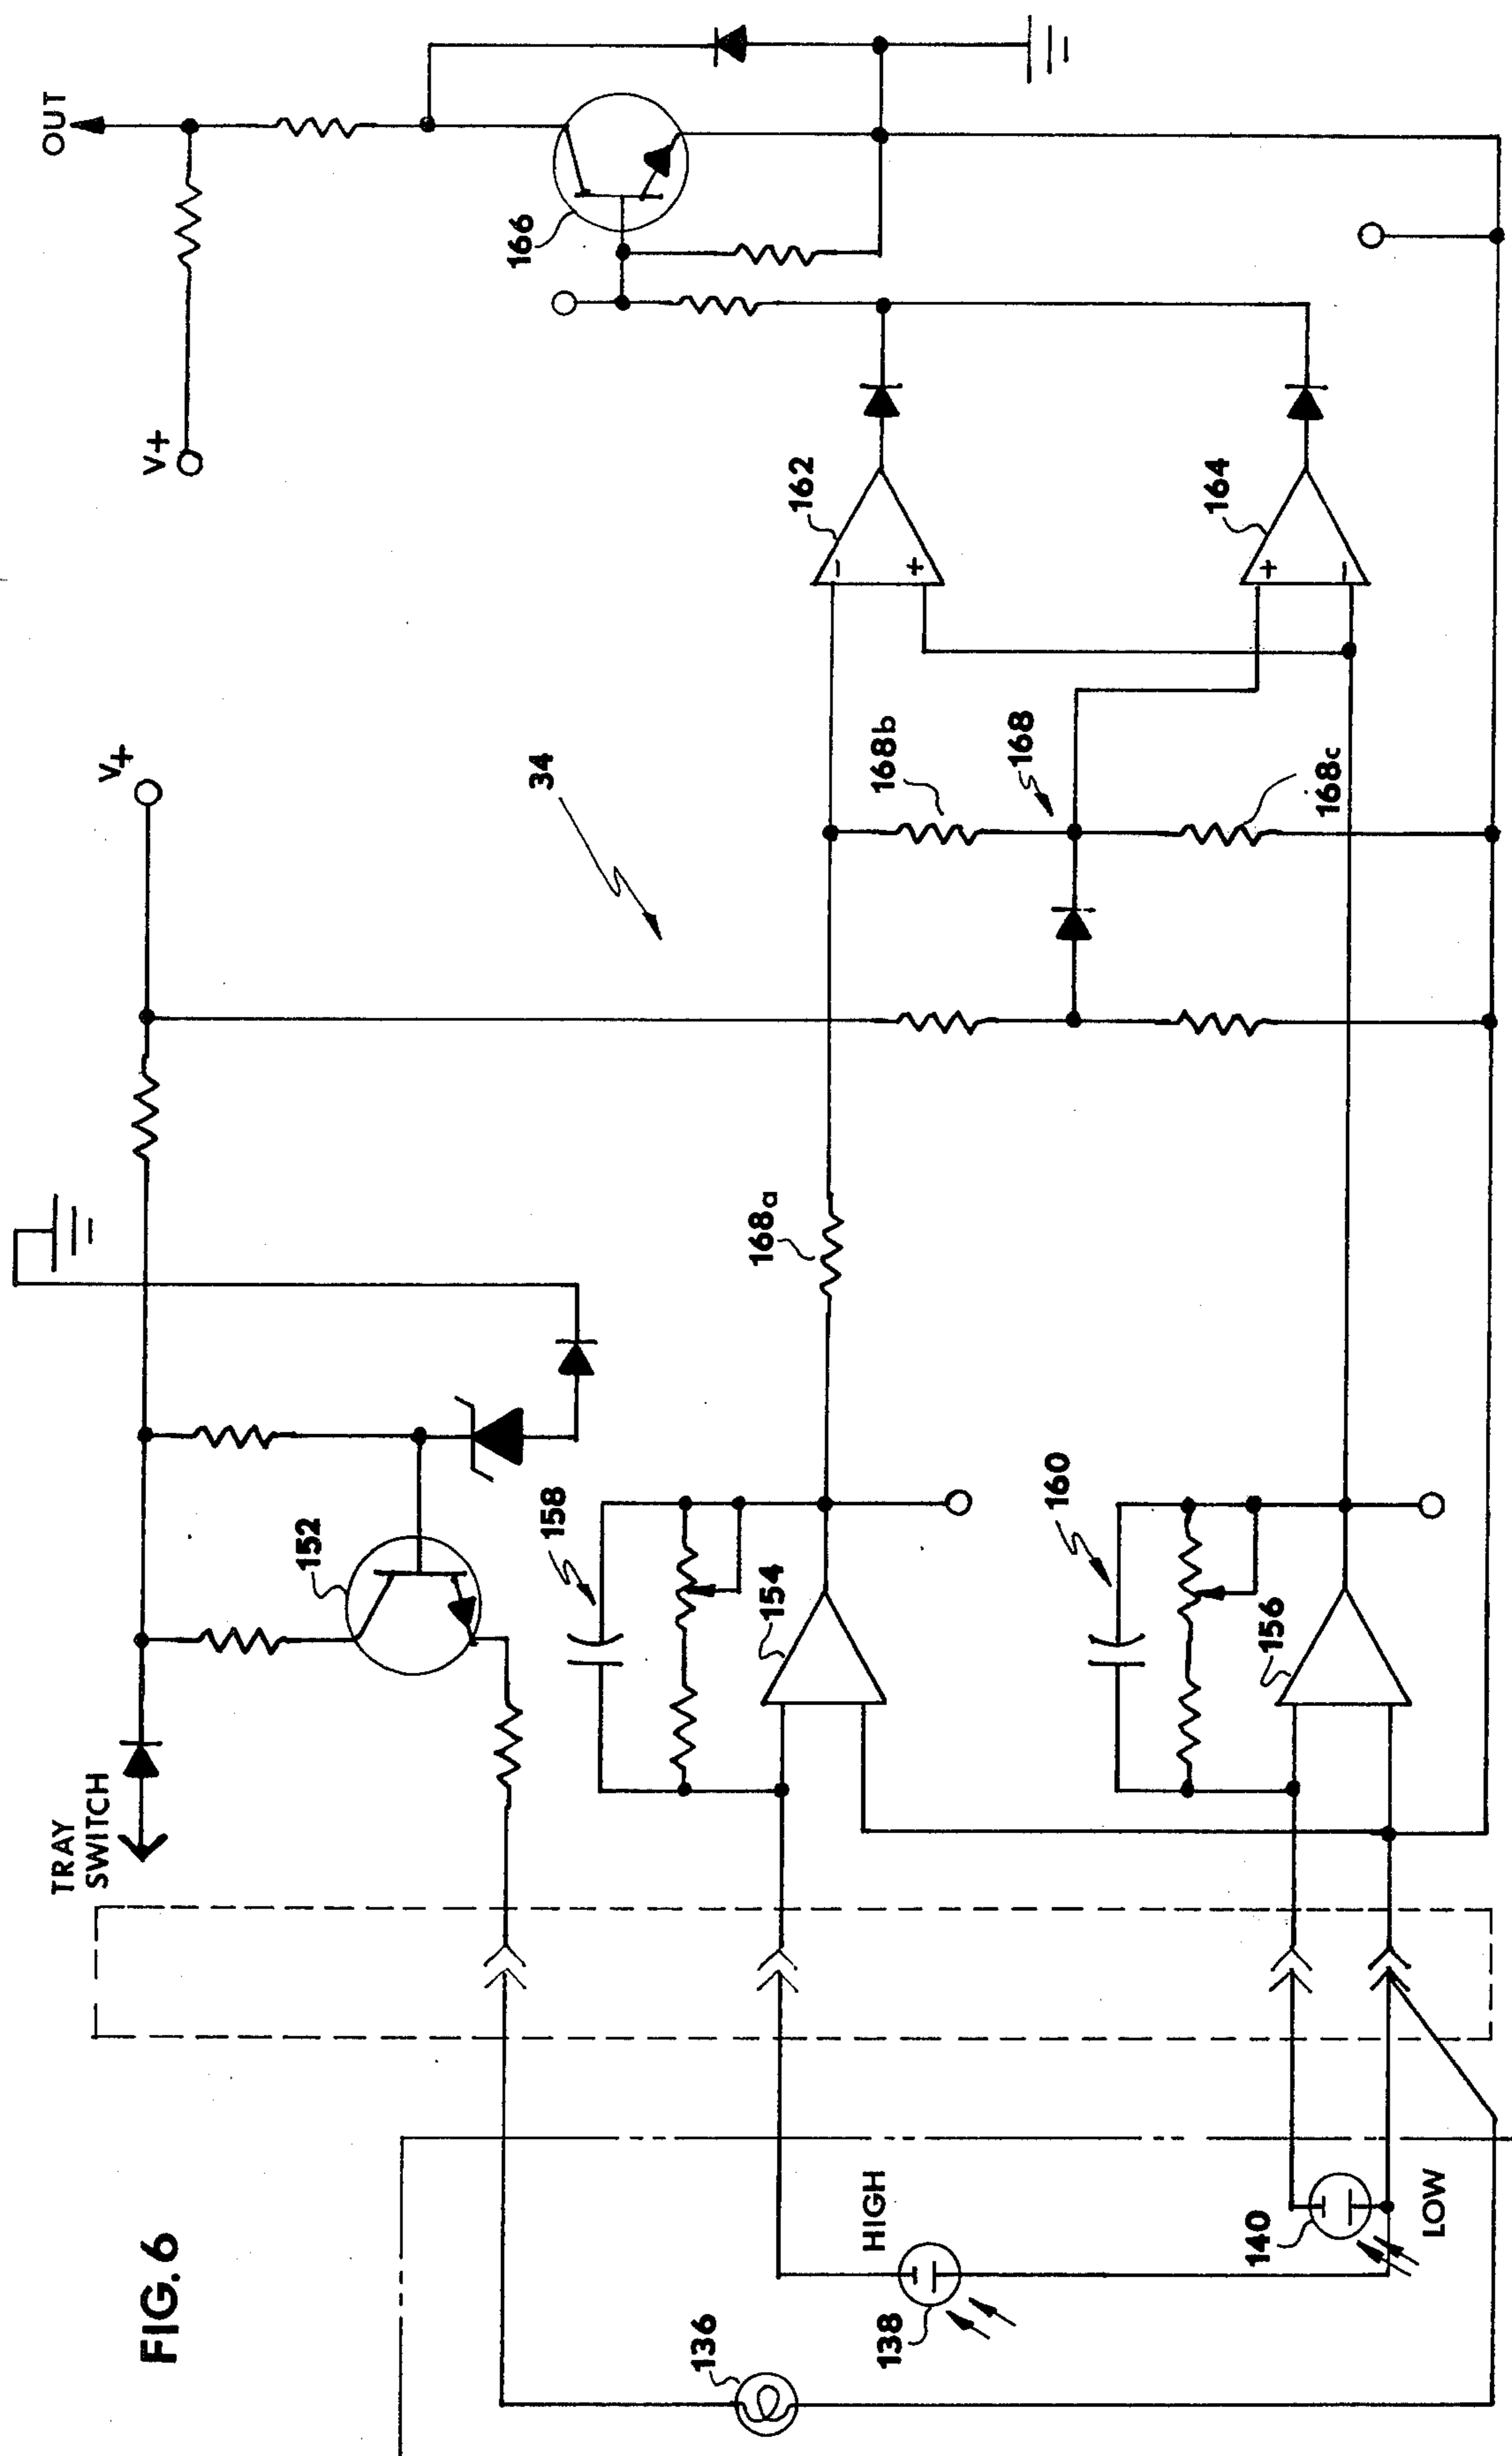 FIG. 6
TRAY
SWITCH
V+
V+
OUT
152
34
166
158
154
168a
168b
168
168c
162
164
160
156
136
138
HIGH
140
LOW
-
+
+
-